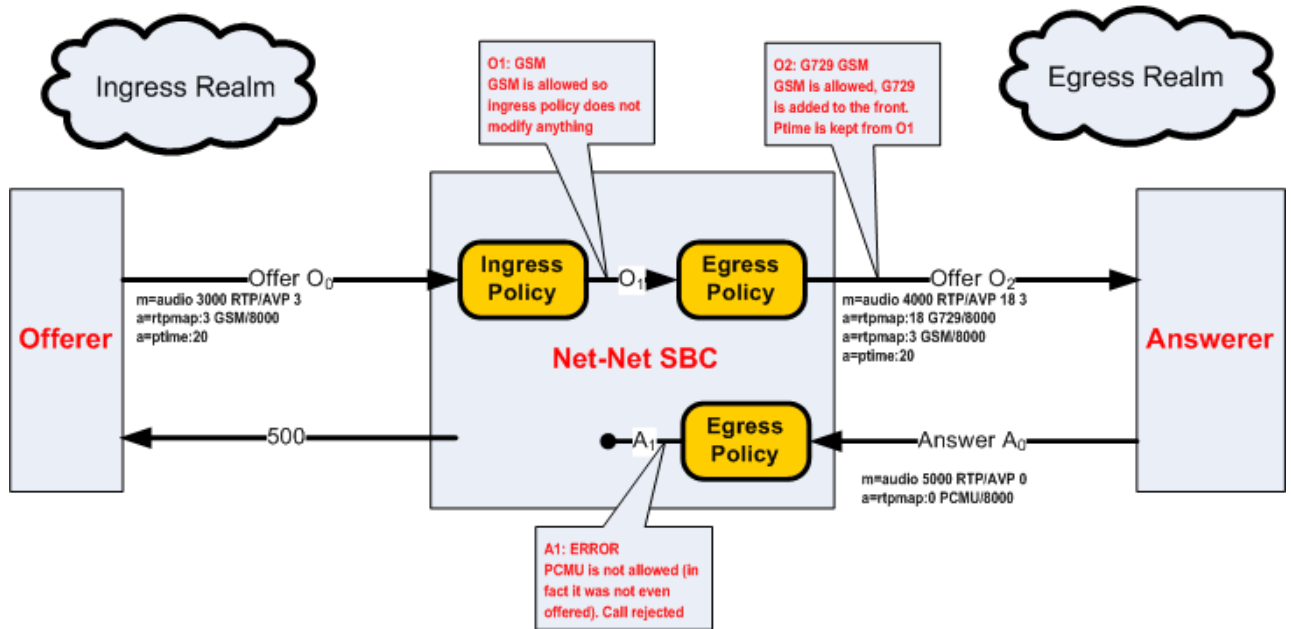 Ingress Realm
O1: GSM
GSM is allowed so
ingress policy does not
modify anything
O2: G729 GSM
GSM is allowed, G729
is added to the front.
Ptime is kept from O1
Egress Realm
Offerer
Offer O0
m=audio 3000 RTP/AVP 3
a=rtpmap:3 GSM/8000
a=ptime:20
Ingress
Policy
O1
Egress
Policy
Offer O2
m=audio 4000 RTP/AVP 18 3
a=rtpmap:18 G729/8000
a=rtpmap:3 GSM/8000
a=ptime:20
Answerer
Net-Net SBC
500
A1
Egress
Policy
Answer A0
m=audio 5000 RTP/AVP 0
a=rtpmap:0 PCMU/8000
A1: ERROR
PCMU is not allowed (in
fact it was not even
offered). Call rejected